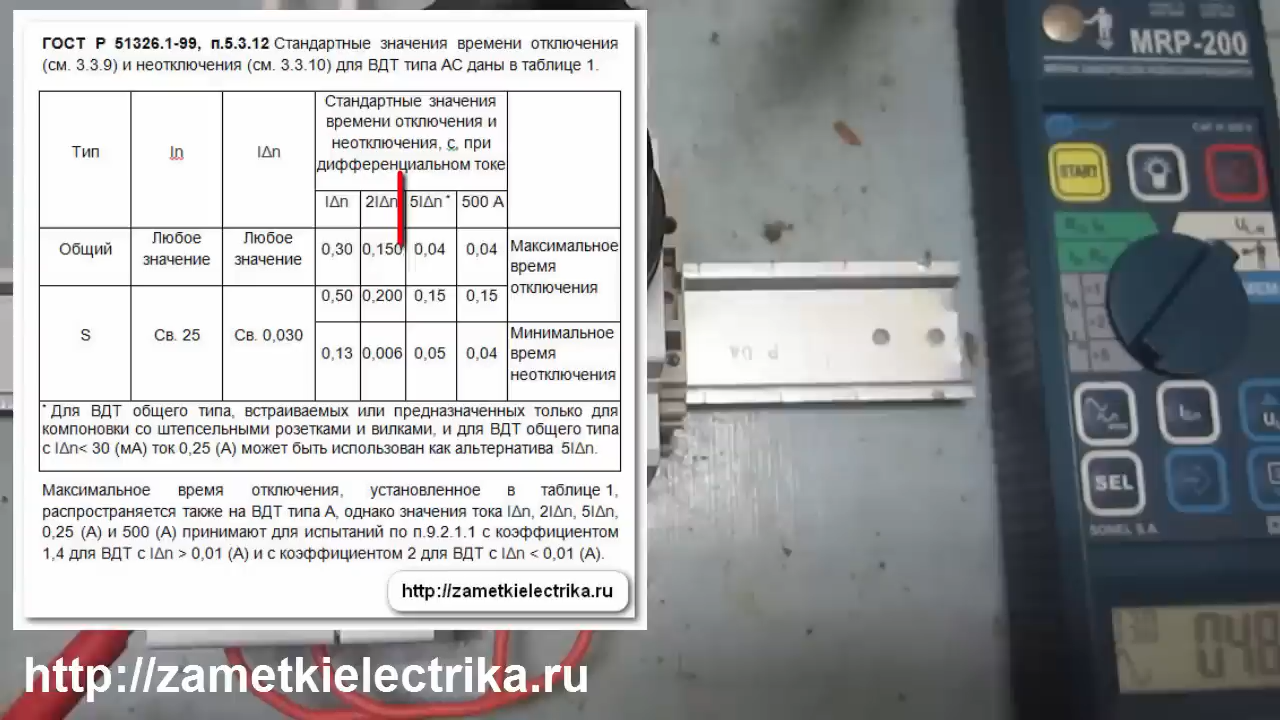 ГОСТ Р 51326.1-99, п.5.3.12 Стандартные значения времени отключения
(см. 3.3.9) и неотключения (см. 3.3.10) для ВДТ типа АС даны в таблице 1.
Тип
In
IΔn
Стандартные значения
времени отключения и
неотключения, с, при
дифференциальном токе
IΔn 2IΔn 5IΔn * 500 А
Общий
Любое
значение
Любое
значение
0,30 0,150 0,04 0,04
Максимальное
время
отключения
S
Св. 25
Св. 0,030
0,50 0,200 0,15 0,15
0,13 0,006 0,05 0,04
Минимальное
время
неотключения
* Для ВДТ общего типа, встраиваемых или предназначенных только для
компоновки со штепсельными розетками и вилками, и для ВДТ общего типа
с IΔn< 30 (мА) ток 0,25 (А) может быть использован как альтернатива 5IΔn.
Максимальное время отключения, установленное в таблице 1,
распространяется также на ВДТ типа А, однако значения тока IΔn, 2IΔn, 5IΔn,
0,25 (А) и 500 (А) принимают для испытаний по п.9.2.1.1 с коэффициентом
1,4 для ВДТ с IΔn > 0,01 (А) и с коэффициентом 2 для ВДТ с IΔn < 0,01 (А).
http://zametkielectrika.ru
http://zametkielectrika.ru
MRP-200
START
SEL
SONEL S.A.